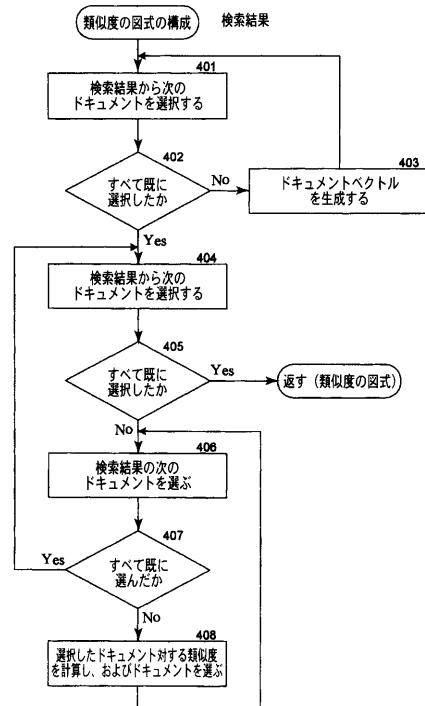 類似度の図式の構成
検索結果
401
検索結果から次の
ドキュメントを選択する
402
すべて既に
選択したか
No
403
ドキュメントベクトル
を生成する
Yes
404
検索結果から次の
ドキュメントを選択する
405
すべて既に
選択したか
Yes
返す（類似度の図式）
No
406
検索結果の次の
ドキュメントを選ぶ
407
Yes
すべて既に
選んだか
No
408
選択したドキュメント対する類似度
を計算し、およびドキュメントを選ぶ